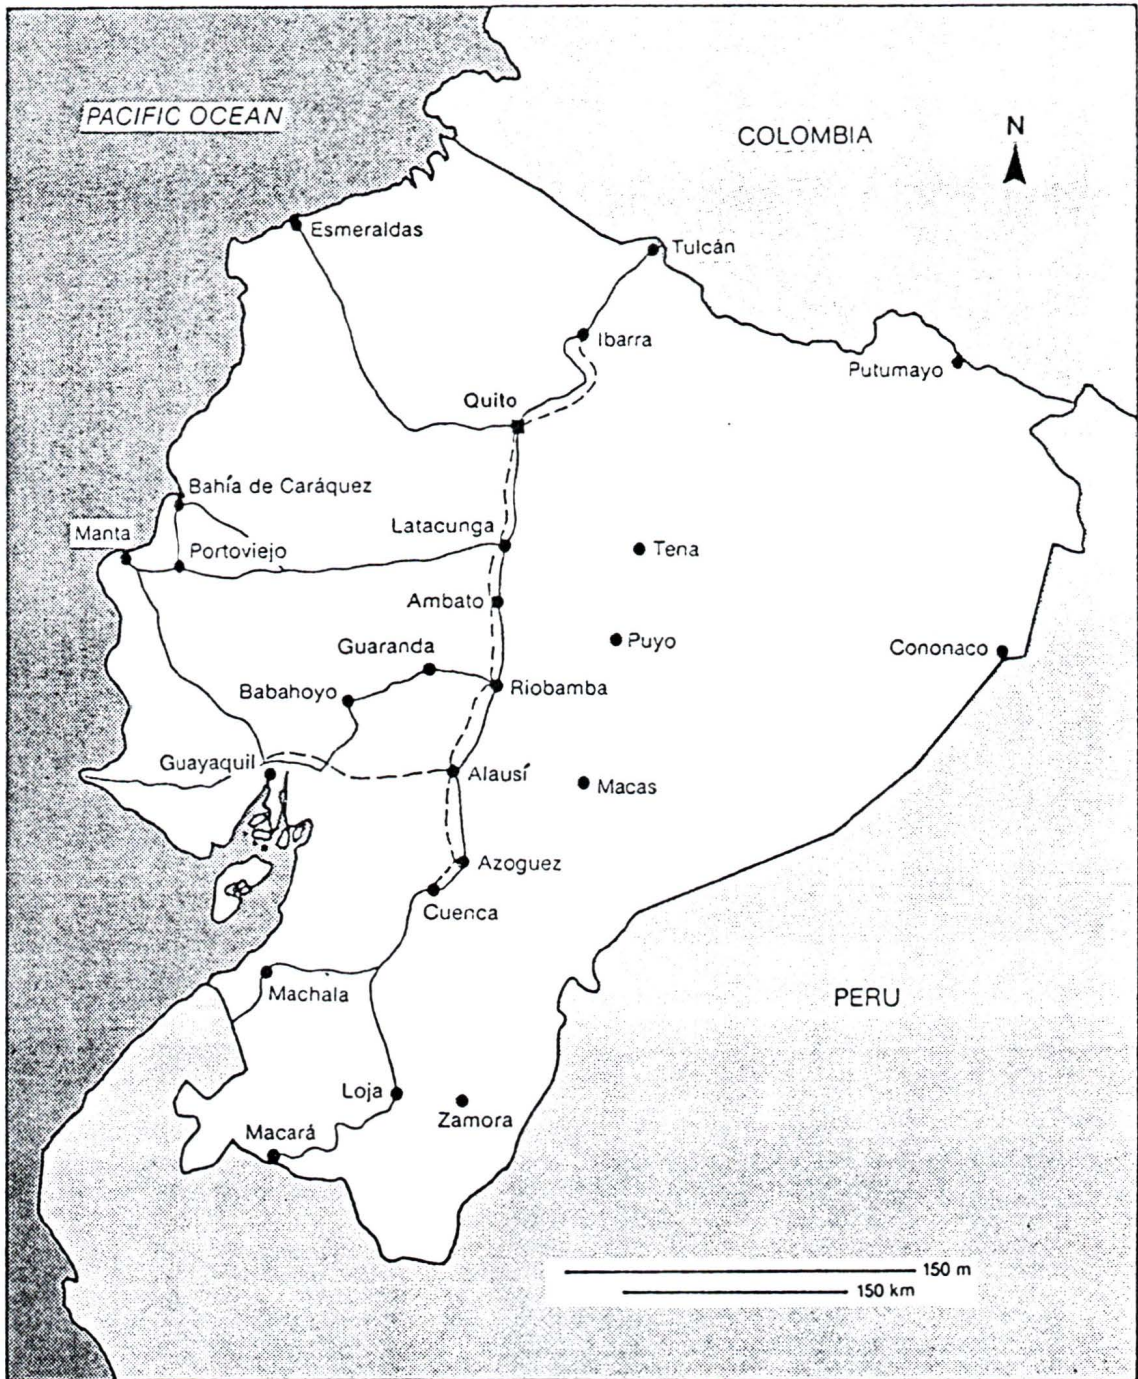 PACIFIC OCEAN
COLOMBIA
N
Esmeraldas
Tulcán
Ibarra
Putumayo
Quito
Bahía de Caráquez
Manta
Latacunga
Portoviejo
Tena
Ambato
Puyo
Guaranda
Cononaco
Babahoyo
Riobamba
Guayaquil
Alausí
Macas
Azoguez
Cuenca
Machala
PERU
Loja
Zamora
Macará
150 m
150 km